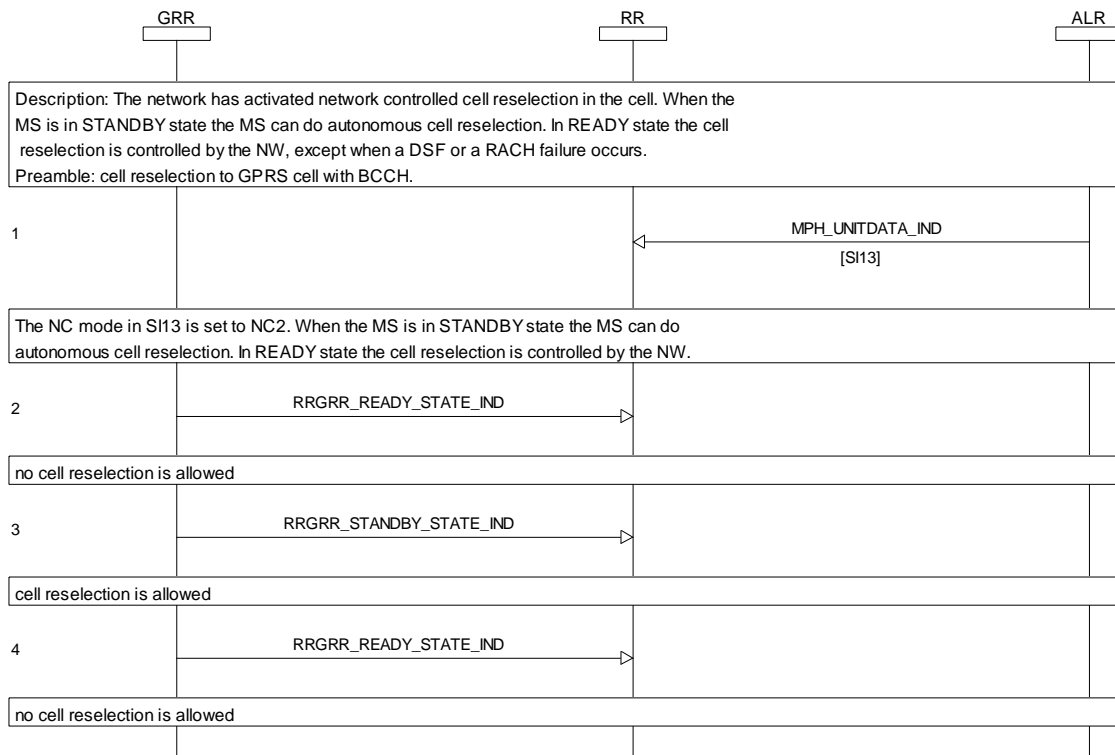 GRR RR ALR
Description: The network has activated network controlled cell reselection in the cell. When the
MS is in STANDBY state the MS can do autonomous cell reselection. In READY state the cell
reselection is controlled by the NW, except when a DSF or a RACH failure occurs.
Preamble: cell reselection to GPRS cell with BCCH.
1 MPH_UNITDATA_IND
[SI13]
The NC mode in SI13 is set to NC2. When the MS is in STANDBY state the MS can do
autonomous cell reselection. In READY state the cell reselection is controlled by the NW.
2 RRGRR_READY_STATE_IND
no cell reselection is allowed
3 RRGRR_STANDBY_STATE_IND
cell reselection is allowed
4 RRGRR_READY_STATE_IND
no cell reselection is allowed